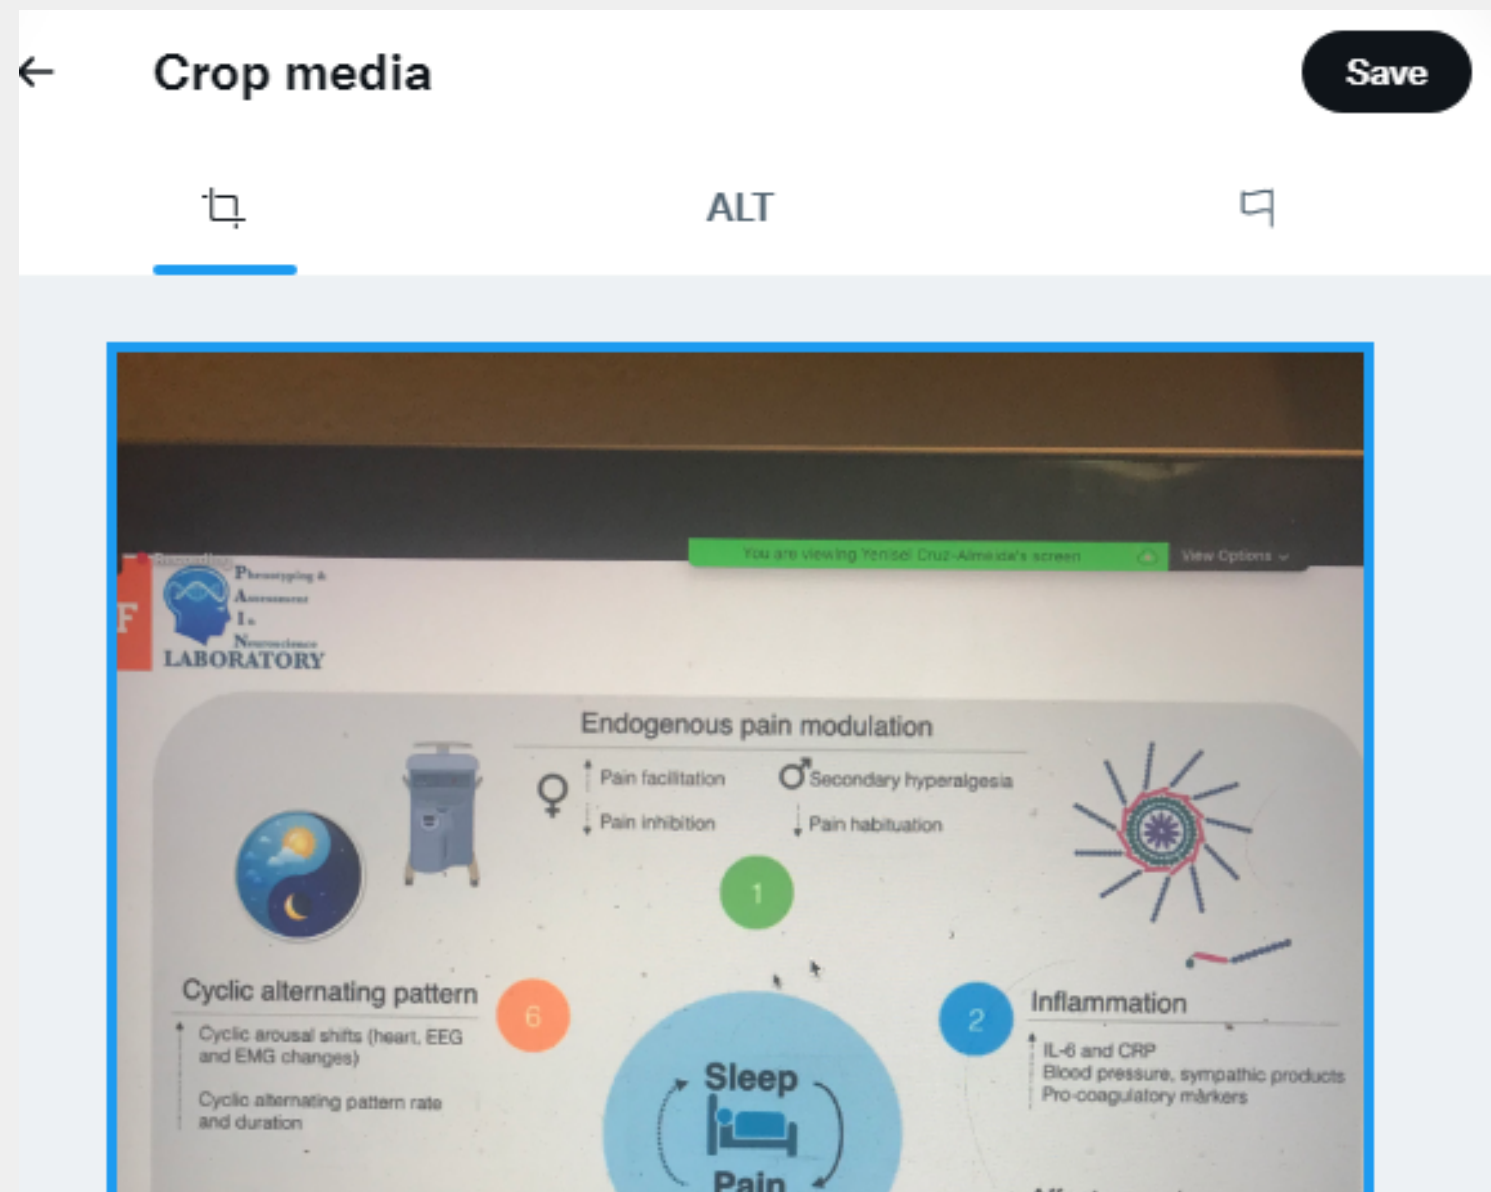 Crop media
Save
ALT
You are viewing Yenisel Cruz-Almeida's screen
View Options
F
Phenotyping &
Assessment
In
Neuroscience
LABORATORY
Endogenous pain modulation
Pain facilitation
Secondary hyperalgesia
Pain inhibition
Pain habituation
1
Cyclic alternating pattern
6
2
Inflammation
Cyclic arousal shifts (heart, EEG
and EMG changes)
IL-6 and CRP
Blood pressure, sympathic products
Pro-coagulatory markers
Cyclic alternating pattern rate
and duration
Sleep
Pain